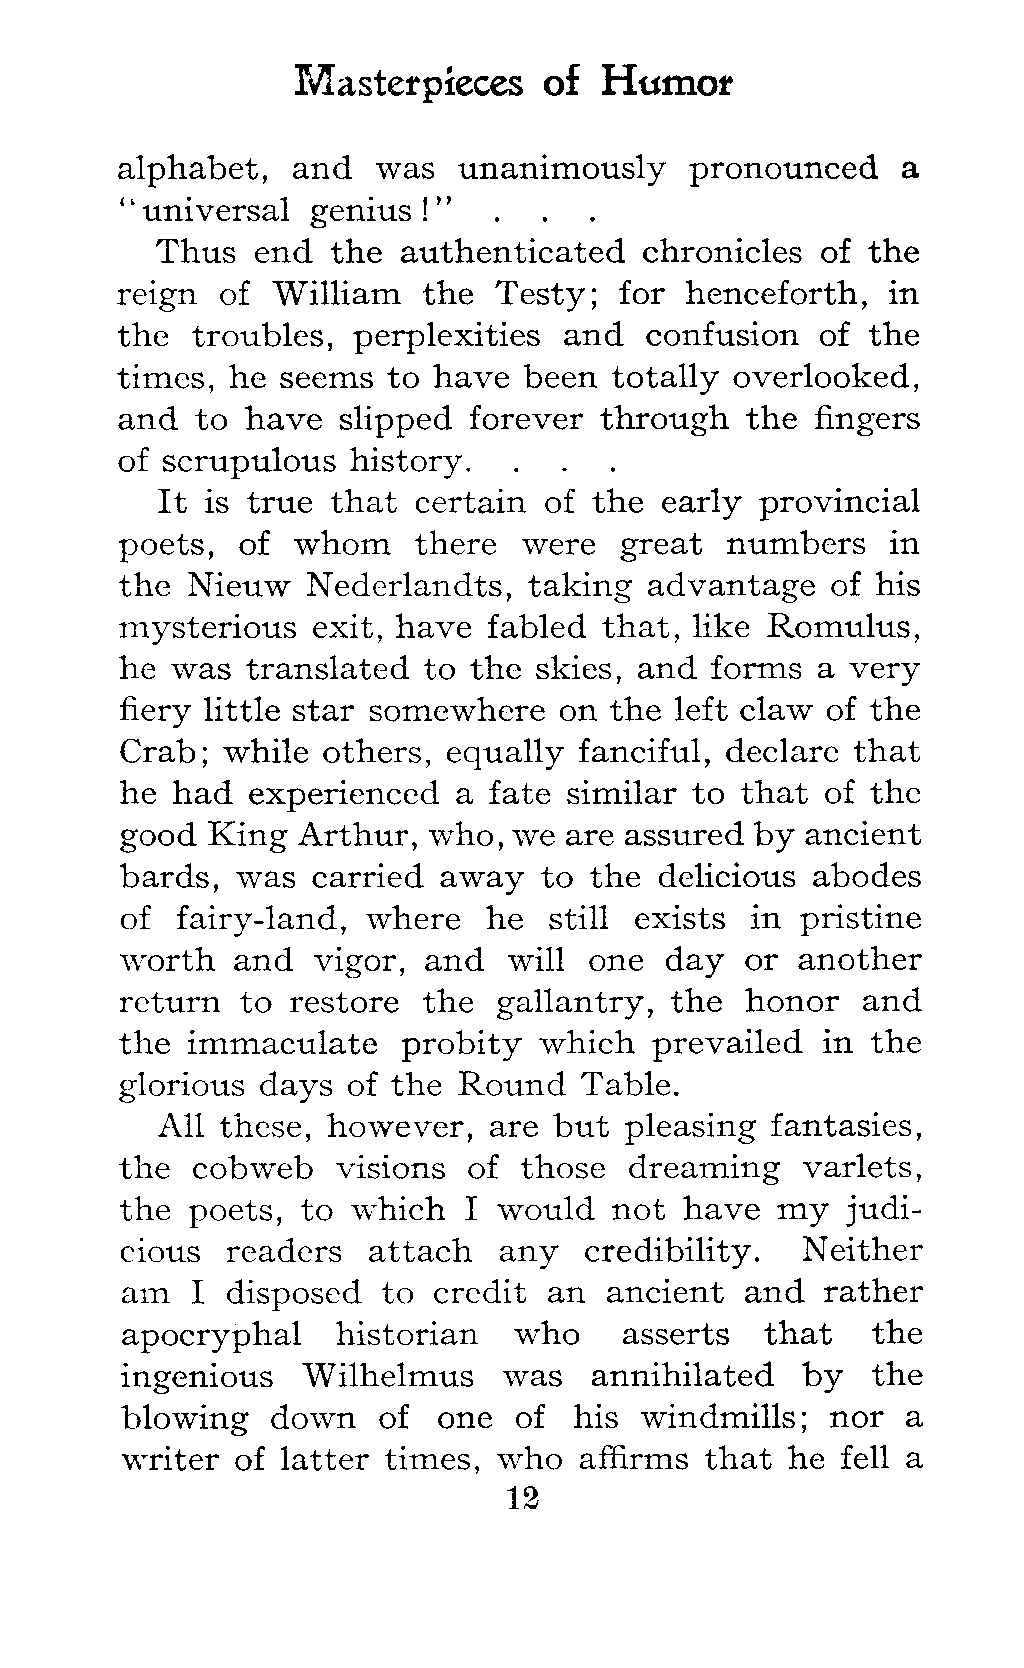 Masterpieces of Humor
alphabet, and was unanimously pronounced a
"universal genius!" . . .
Thus end the authenticated chronicles of the
reign of William the Testy; for henceforth, in
the troubles, perplexities and confusion of the
times, he seems to have been totally overlooked,
and to have slipped forever through the fingers
of scrupulous history. . . .
It is true that certain of the early provincial
poets, of whom there were great numbers in
the Nieuw Nederlandts, taking advantage of his
mysterious exit, have fabled that, like Romulus,
he was translated to the skies, and forms a very
fiery little star somewhere on the left claw of the
Crab; while others, equally fanciful, declare that
he had experienced a fate similar to that of the
good King Arthur, who, we are assured by ancient
bards, was carried away to the delicious abodes
of fairy-land, where he still exists in pristine
worth and vigor, and will one day or another
return to restore the gallantry, the honor and
the immaculate probity which prevailed in the
glorious days of the Round Table.
All these, however, are but pleasing fantasies,
the cobweb visions of those dreaming varlets,
the poets, to which I would not have my judi-
cious readers attach any credibility. Neither
am I disposed to credit an ancient and rather
apocryphal historian who asserts that the
ingenious Wilhelmus was annihilated by the
blowing down of one of his windmills; nor a
writer of latter times, who affirms that he fell a
12